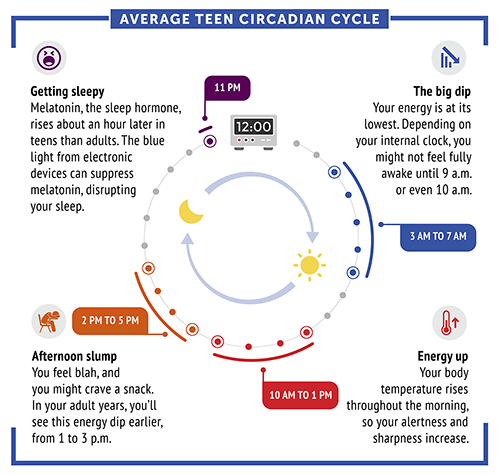 AVERAGE TEEN CIRCADIAN CYCLE
Getting sleepy
Melatonin, the sleep hormone,
rises about an hour later in
teens than adults. The blue
light from electronic
devices can suppress
melatonin, disrupting
your sleep.
11 PM
12:00
The big dip
Your energy is at its
lowest. Depending on
your internal clock, you
might not feel fully
awake until 9 a.m.
or even 10 a.m.
3 AM TO 7 AM
2 PM TO 5 PM
Afternoon slump
You feel blah, and
you might crave a snack.
In your adult years, you'll
see this energy dip earlier,
from 1 to 3 p.m.
10 AM TO 1 PM
Energy up
Your body
temperature rises
throughout the morning,
so your alertness and
sharpness increase.